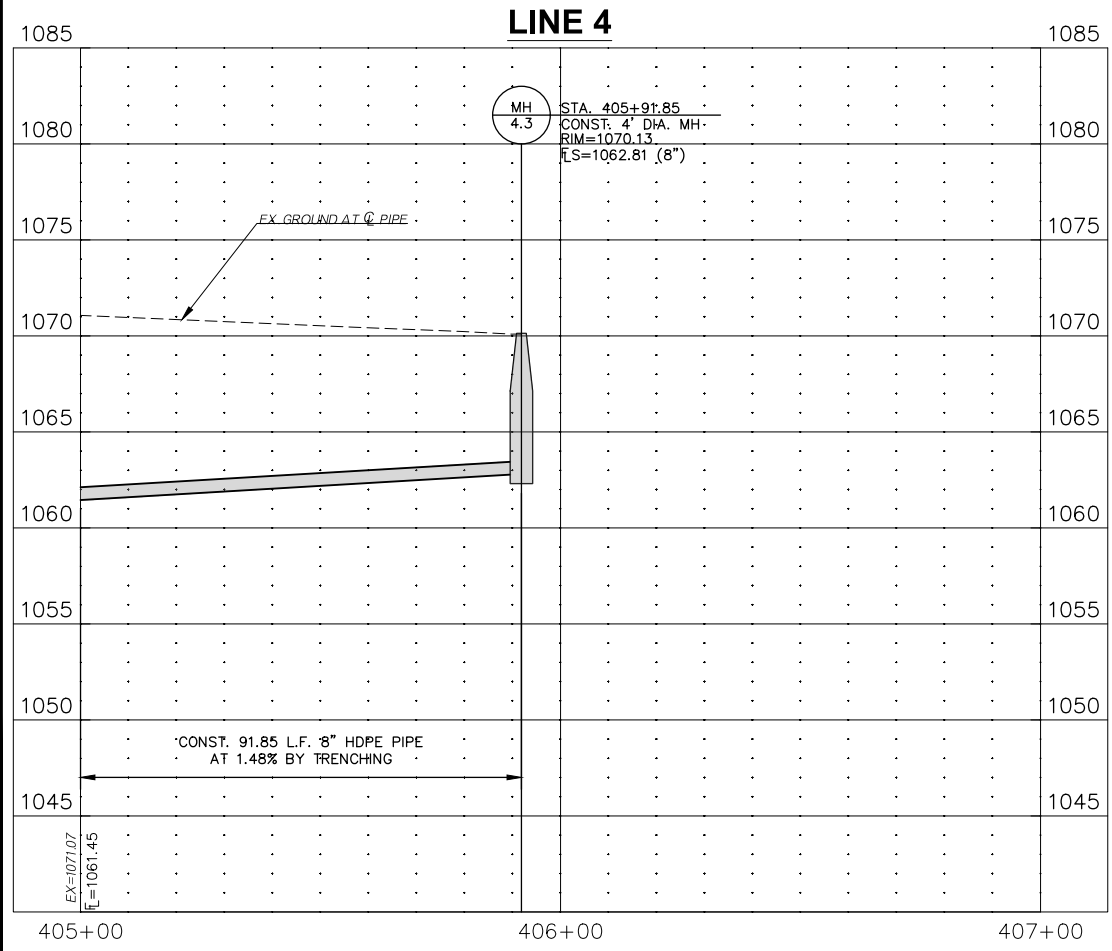 LINE 4
1085 1085
MH
4.3
STA. 405+91.85
CONST. 4' DIA. MH
RIM=1070.13
FLS=1062.81 (8")
1080 1080
EX GROUND AT CL PIPE
1075 1075
1070 1070
1065 1065
1060 1060
1055 1055
1050 1050
CONST. 91.85 L.F. 8" HDPE PIPE
AT 1.48% BY TRENCHING
1045 1045
EX=1071.07
FL=1061.45
405+00 406+00 407+00